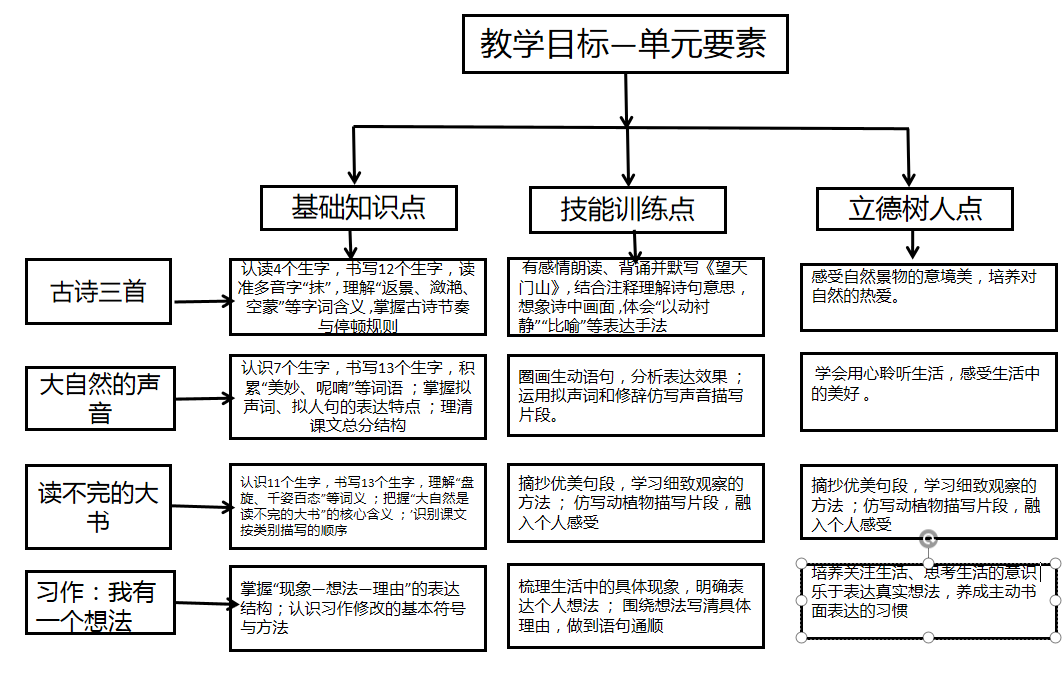 教学目标—单元要素
基础知识点
技能训练点
立德树人点
古诗三首
认读4个生字，书写12个生字，读
准多音字“抹”,理解“返景、潋滟、
空蒙”等字词含义,掌握古诗节奏
与停顿规则
有感情朗读、背诵并默写《望天
门山》,结合注释理解诗句意思，
想象诗中画面,体会“以动衬
静”“比喻”等表达手法
感受自然景物的意境美，培养对
自然的热爱。
大自然的声
音
认识7个生字，书写13个生字，积
累“美妙、呢喃”等词语 ；掌握拟
声词、拟人句的表达特点 ；理清
课文总分结构
圈画生动语句，分析表达效果 ；
运用拟声词和修辞仿写声音描写
片段。
学会用心聆听生活，感受生活中
的美好 。
读不完的大
书
认识11个生字，书写13个生字，理解“盘
旋、千姿百态”等词义 ；把握“大自然是
读不完的大书”的核心含义 ；'识别课文
按类别描写的顺序
摘抄优美句段，学习细致观察的
方法 ； 仿写动植物描写片段，融
入个人感受
摘抄优美句段，学习细致观察的
方法 ；仿写动植物描写片段，融
入个人感受
习作：我有
一个想法
掌握“现象—想法—理由”的表达
结构；认识习作修改的基本符号
与方法
梳理生活中的具体现象，明确表
达个人想法 ； 围绕想法写清具体
理由，做到语句通顺
培养关注生活、思考生活的意识
乐于表达真实想法，养成主动书
面表达的习惯